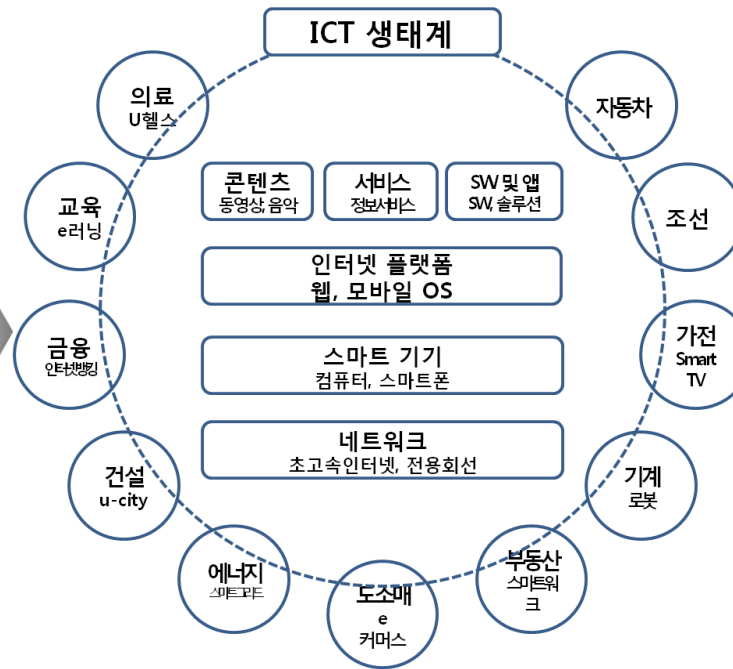 ICT 생태계
의료
U헬스
자동차
교육
e러닝
콘텐츠
동영상, 음악
서비스
정보서비스
SW 및 앱
SW, 솔루션
조선
인터넷 플랫폼
웹, 모바일 OS
금융
인터넷뱅킹
스마트 기기
컴퓨터, 스마트폰
가전
Smart
TV
네트워크
초고속인터넷, 전용회선
건설
u-city
기계
로봇
에너지
스마트그리드
도소매
e
커머스
부동산
스마트워
크